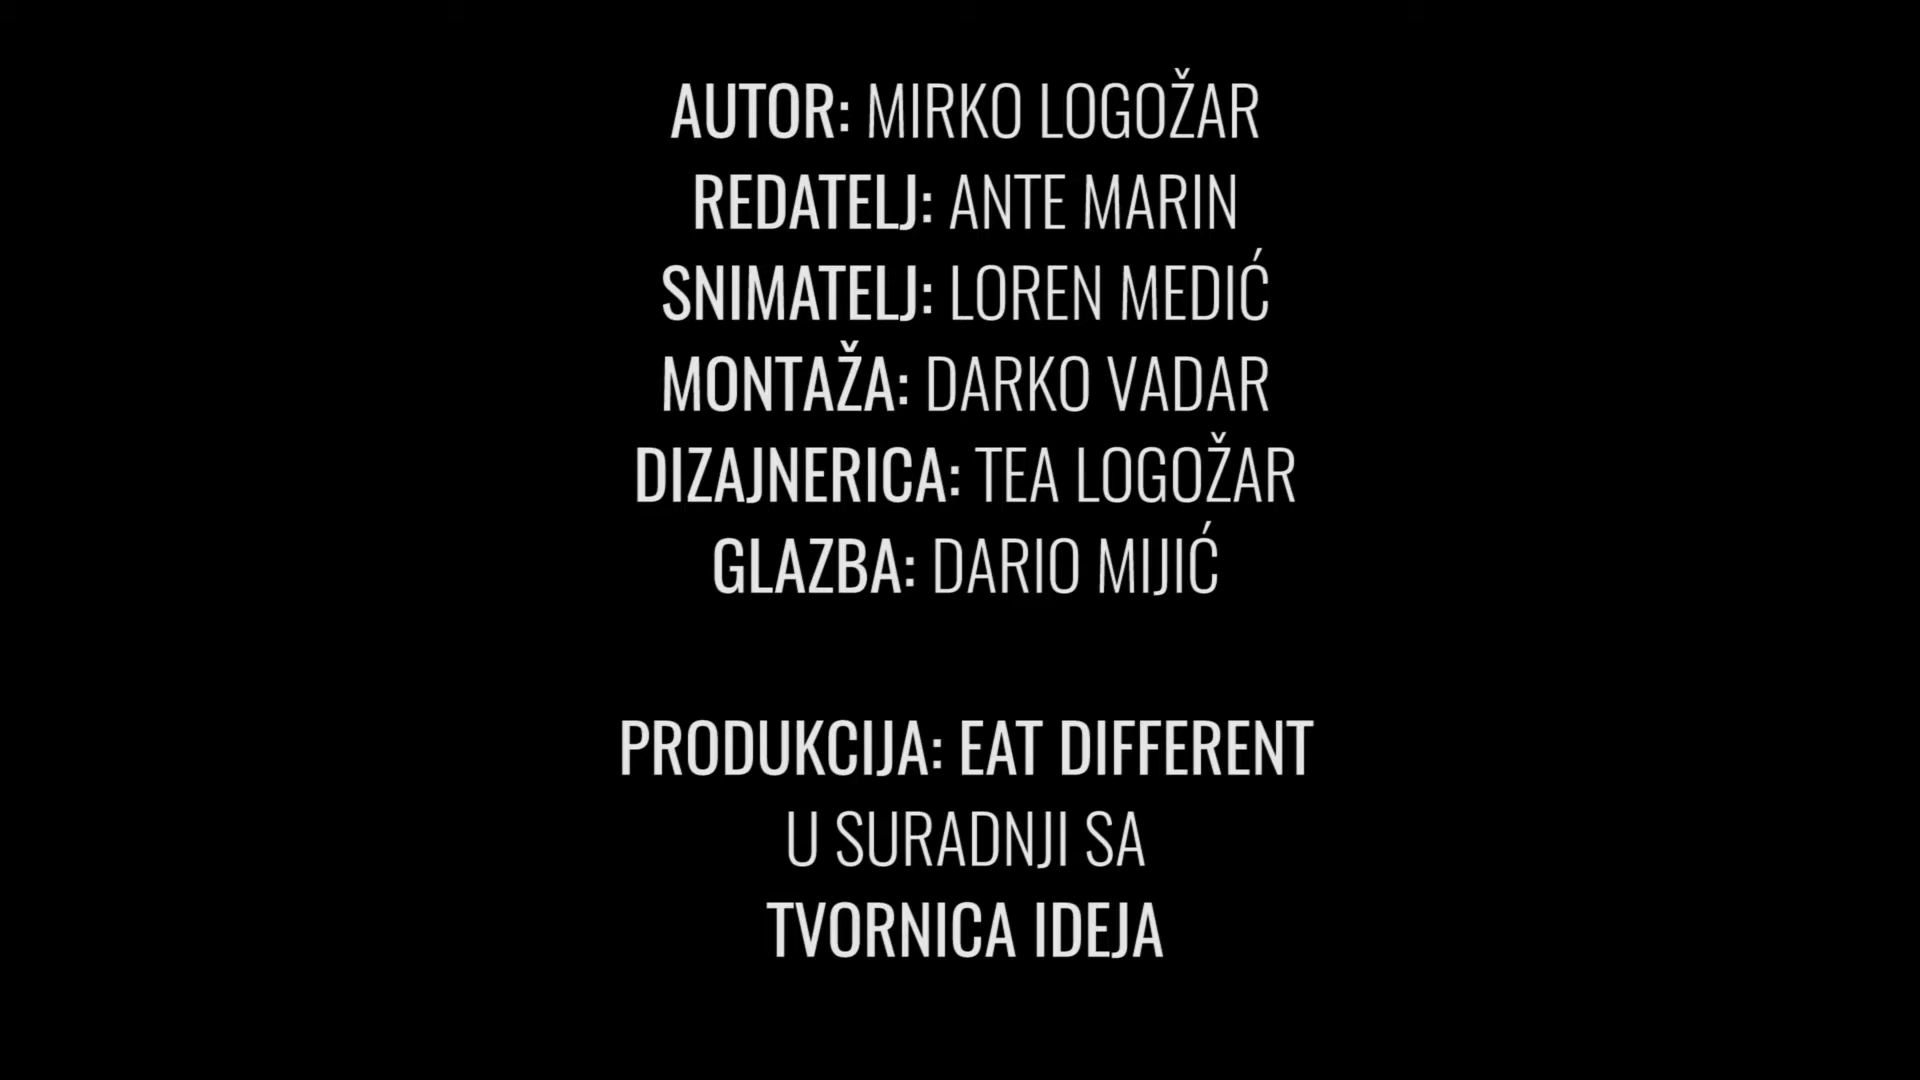 AUTOR: MIRKO LOGOŽAR
REDATELJ: ANTE MARIN
SNIMATELJ: LOREN MEDIĆ
MONTAŽA: DARKO VADAR
DIZAJNERICA: TEA LOGOŽAR
GLAZBA: DARIO MIJIĆ
PRODUKCIJA: EAT DIFFERENT
U SURADNJI SA
TVORNICA IDEJA